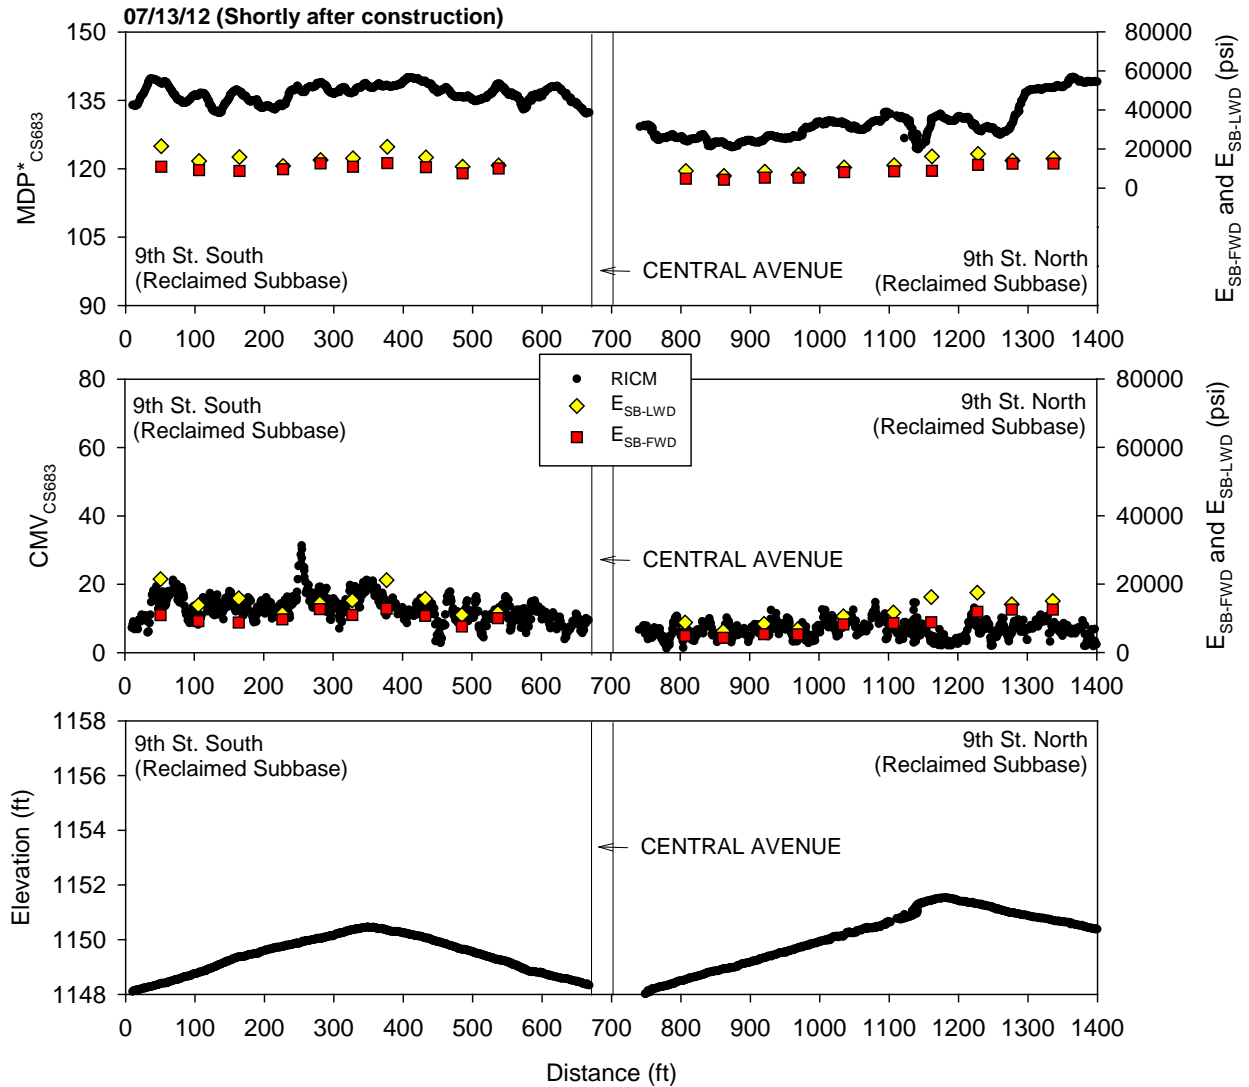 07/13/12 (Shortly after construction)
150
135
120
105
90
MDP*CS683
80000
60000
40000
20000
0
ESB-FWD and ESB-LWD (psi)
9th St. South
(Reclaimed Subbase)
CENTRAL AVENUE
9th St. North
(Reclaimed Subbase)
0 100 200 300 400 500 600 700 800 900 1000 1100 1200 1300 1400
80
60
40
20
0
CMVCS683
80000
60000
40000
20000
0
ESB-FWD and ESB-LWD (psi)
9th St. South
(Reclaimed Subbase)
RICM
ESB-LWD
ESB-FWD
9th St. North
(Reclaimed Subbase)
CENTRAL AVENUE
0 100 200 300 400 500 600 700 800 900 1000 1100 1200 1300 1400
1158
1156
1154
1152
1150
1148
Elevation (ft)
9th St. South
(Reclaimed Subbase)
9th St. North
(Reclaimed Subbase)
CENTRAL AVENUE
0 100 200 300 400 500 600 700 800 900 1000 1100 1200 1300 1400
Distance (ft)